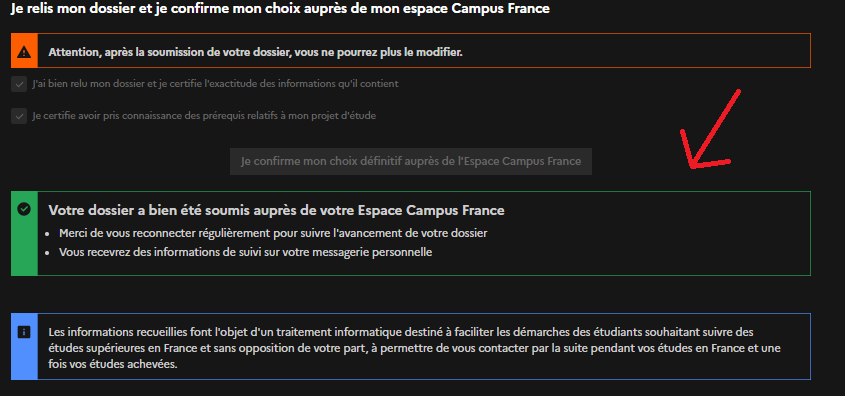 Je relis mon dossier et je confirme mon choix auprès de mon espace Campus France
Attention, après la soumission de votre dossier, vous ne pourrez plus le modifier.
J'ai bien relu mon dossier et je certifie l'exactitude des informations qu'il contient
Je certifie avoir pris connaissance des prérequis relatifs à mon projet d'étude
Je confirme mon choix définitif auprès de l'Espace Campus France
Votre dossier a bien été soumis auprès de votre Espace Campus France
• Merci de vous reconnecter régulièrement pour suivre l'avancement de votre dossier
• Vous recevrez des informations de suivi sur votre messagerie personnelle
Les informations recueillies font l'objet d'un traitement informatique destiné à faciliter les démarches des étudiants souhaitant suivre des
études supérieures en France et sans opposition de votre part, à permettre de vous contacter par la suite pendant vos études en France et une
fois vos études achevées.